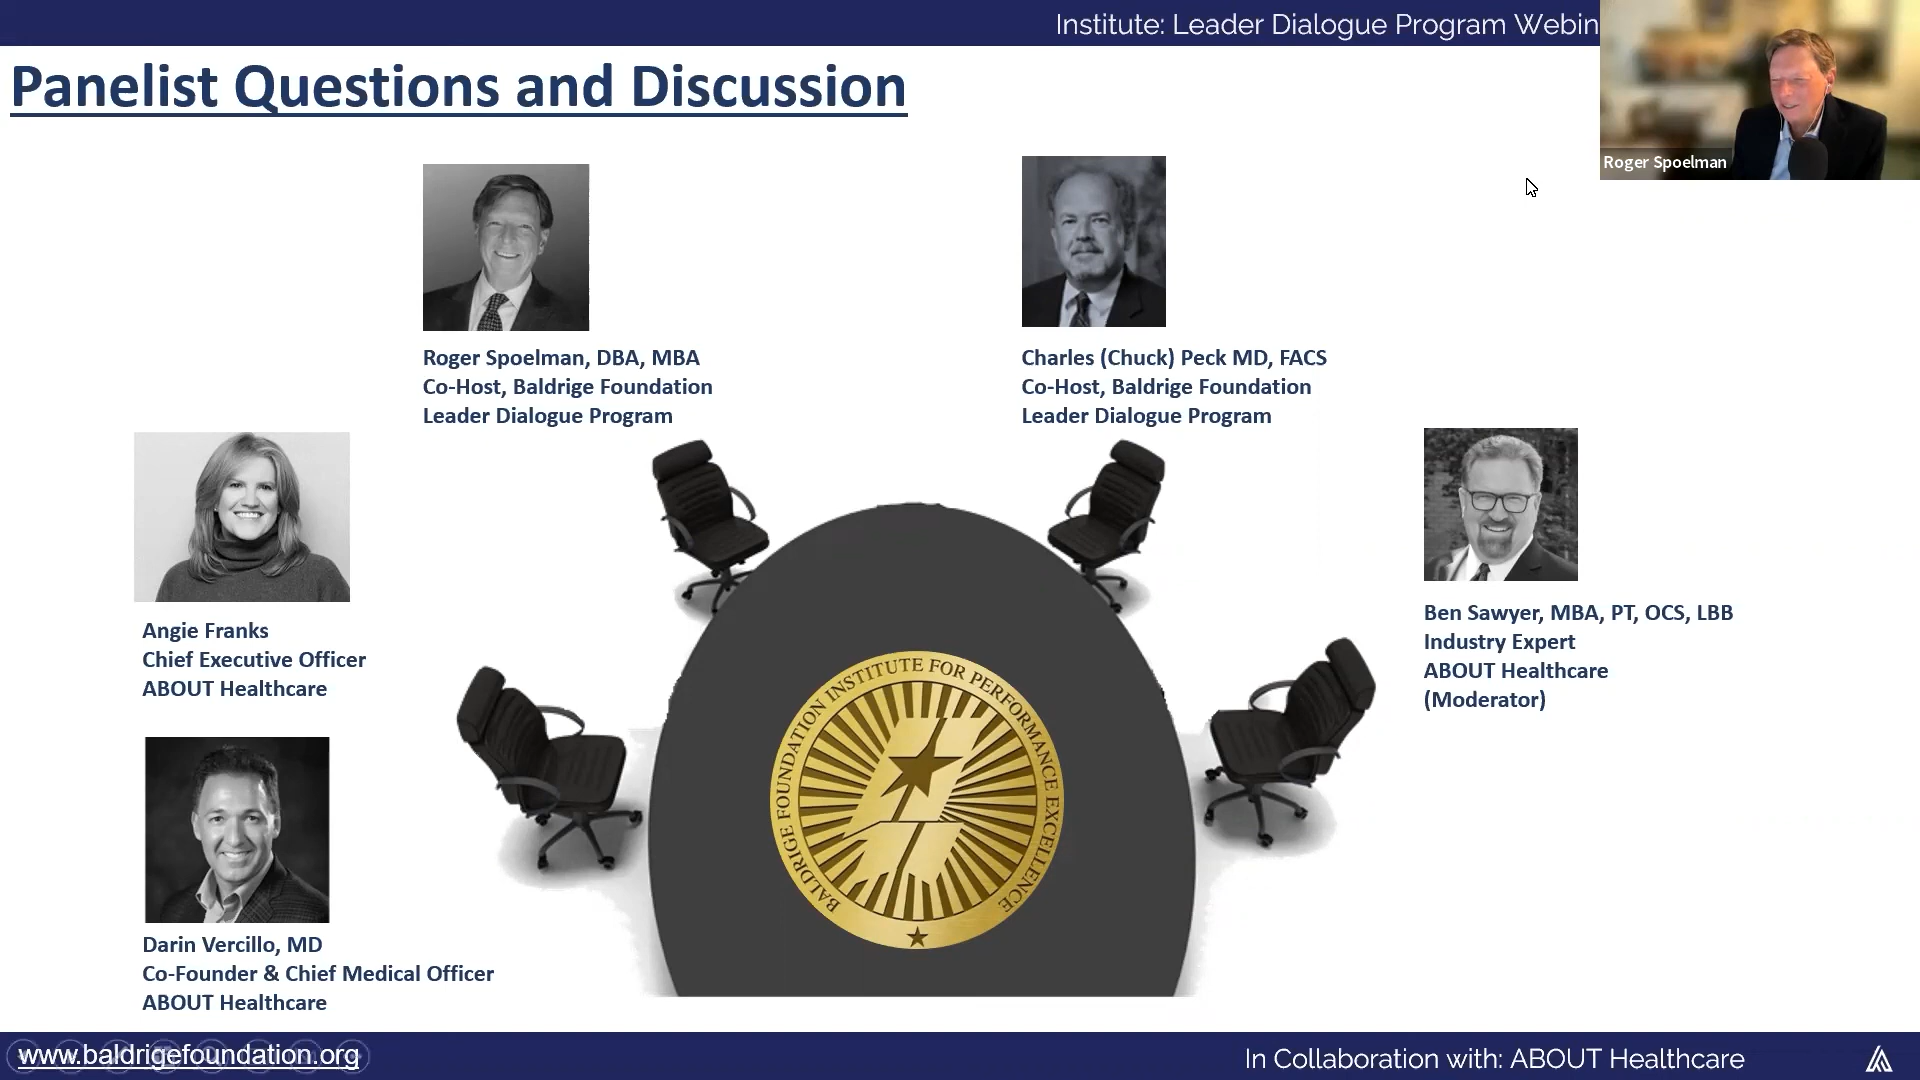 Institute: Leader Dialogue Program Webin
Panelist Questions and Discussion
Roger Spoelman
Roger Spoelman, DBA, MBA
Co-Host, Baldrige Foundation
Leader Dialogue Program
Charles (Chuck) Peck MD, FACS
Co-Host, Baldrige Foundation
Leader Dialogue Program
Angie Franks
Chief Executive Officer
ABOUT Healthcare
Ben Sawyer, MBA, PT, OCS, LBB
Industry Expert
ABOUT Healthcare
(Moderator)
Darin Vercillo, MD
Co-Founder & Chief Medical Officer
ABOUT Healthcare
BALDRIGE FOUNDATION INSTITUTE FOR PERFORMANCE EXCELLENCE
www.baldrigefoundation.org
In Collaboration with: ABOUT Healthcare